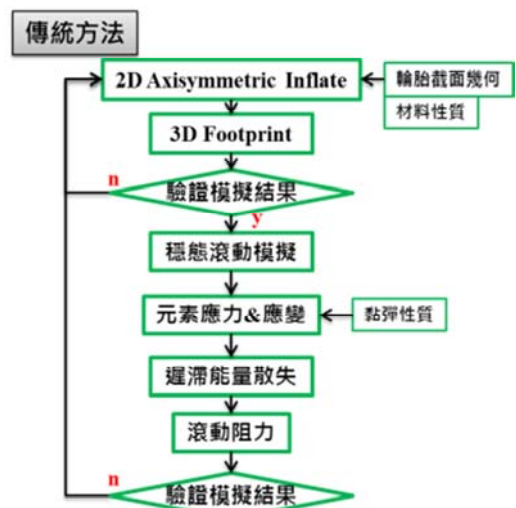 傳統方法
2D Axisymmetric Inflate
輪胎截面幾何
材料性質
3D Footprint
n
驗證模擬結果
y
穩態滾動模擬
元素應力&應變
黏彈性質
遲滯能量散失
滾動阻力
n
驗證模擬結果